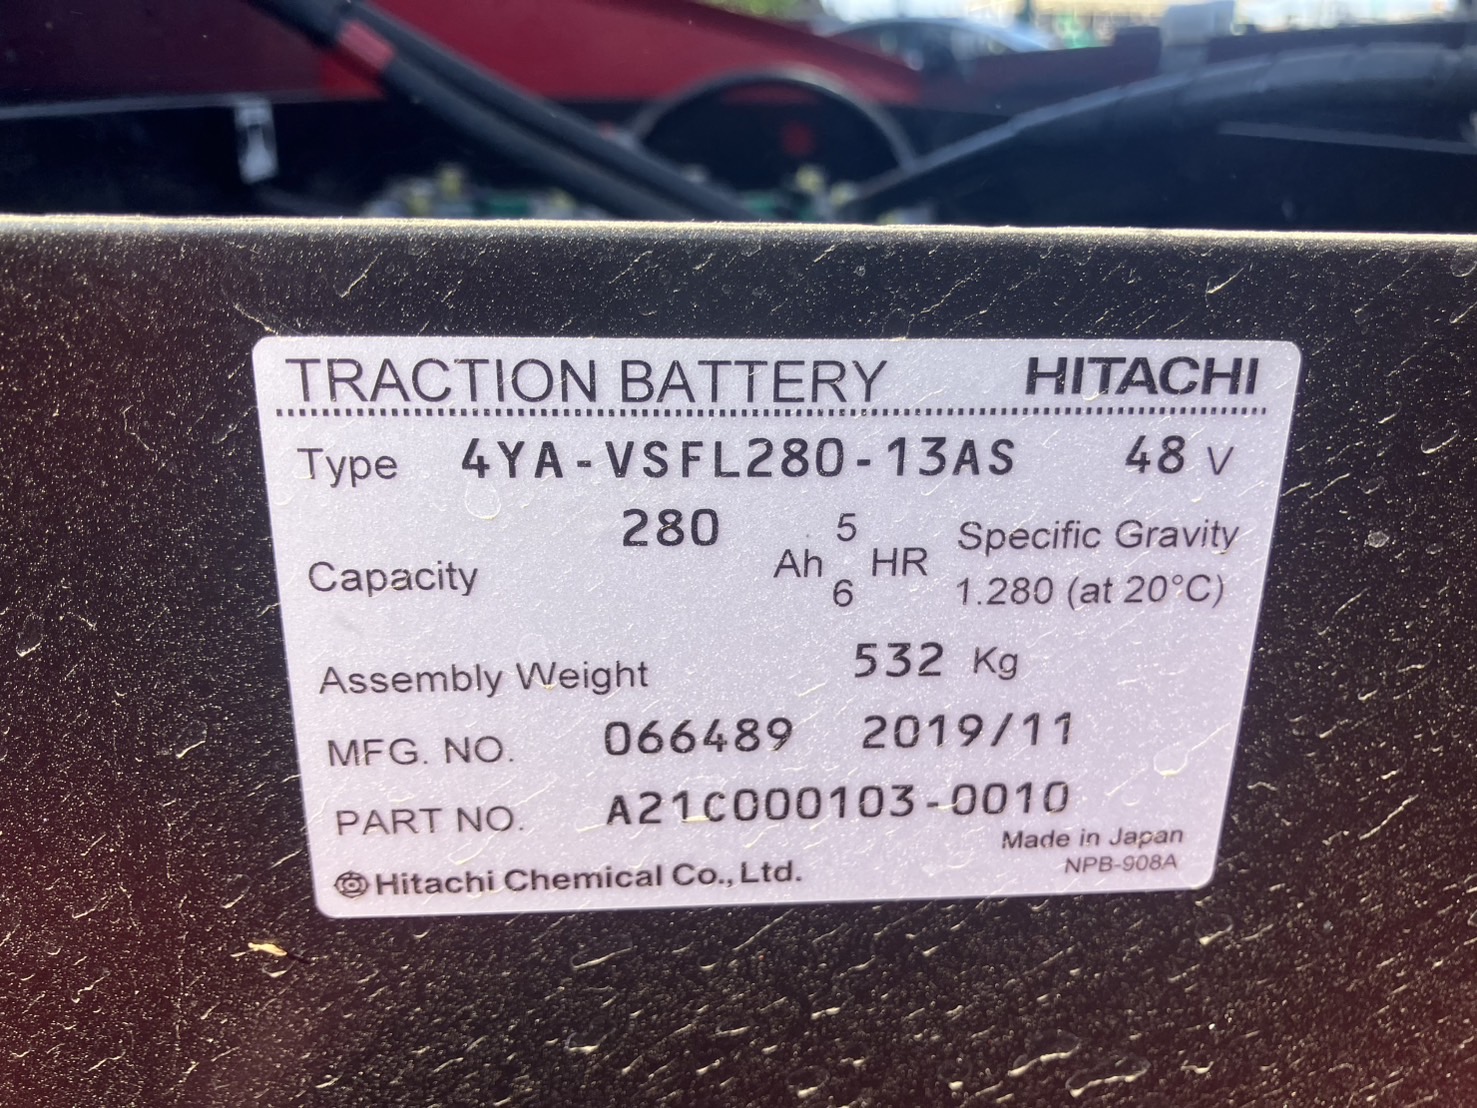 TRACTION BATTERY HITACHI
Type 4YA-VSFL280-13AS 48 V
Capacity 280 Ah 5 6 HR Specific Gravity
1.280 (at 20°C)
Assembly Weight 532 Kg
MFG. NO. 066489 2019/11
PART NO. A21C000103-0010
Made in Japan
Hitachi Chemical Co., Ltd. NPB-908A